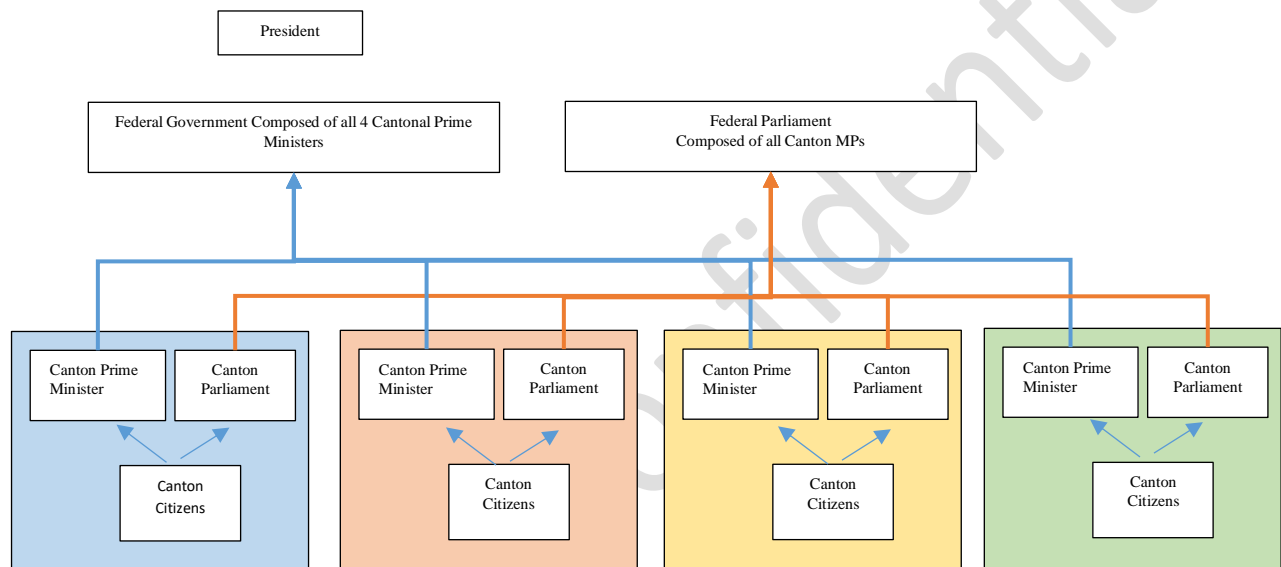 President
Federal Government Composed of all 4 Cantonal Prime
Ministers
Federal Parliament
Composed of all Canton MPs
Canton Prime
Minister
Canton
Parliament
Canton
Citizens
Canton Prime
Minister
Canton
Parliament
Canton
Citizens
Canton Prime
Minister
Canton
Parliament
Canton
Citizens
Canton Prime
Minister
Canton
Parliament
Canton
Citizens